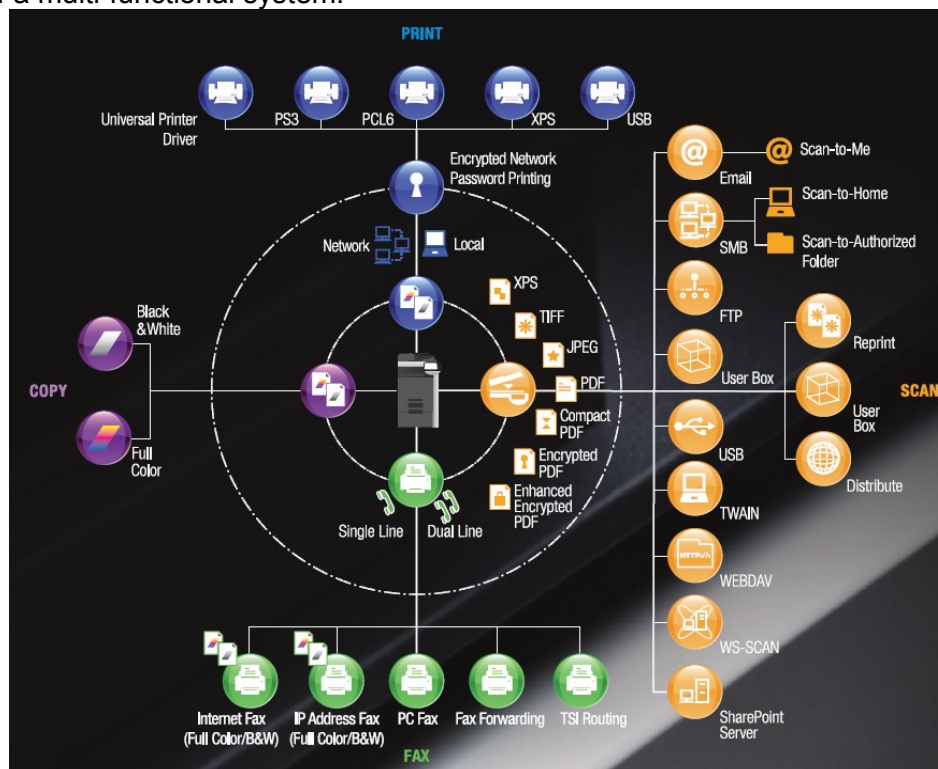 a multi functional system.
PRINT
Universal Printer
Driver
PS3
PCL6
XPS
USB
Encrypted Network
Password Printing
Network
Local
XPS
TIFF
JPEG
PDF
Compact
PDF
Encrypted
PDF
Enhanced
Encrypted
PDF
COPY
Black
&White
Full
Color
Single Line
Dual Line
@
Email
@
Scan-to-Me
SMB
Scan-to-Home
Scan-to-Authorized
Folder
FTP
User Box
Reprint
User
Box
Distribute
SCAN
USB
TWAIN
HTTP://
WEBDAV
WS-SCAN
SharePoint
Server
Internet Fax
(Full Color/B&W)
IP Address Fax
(Full Color/B&W)
PC Fax
Fax Forwarding
TSI Routing
FAX